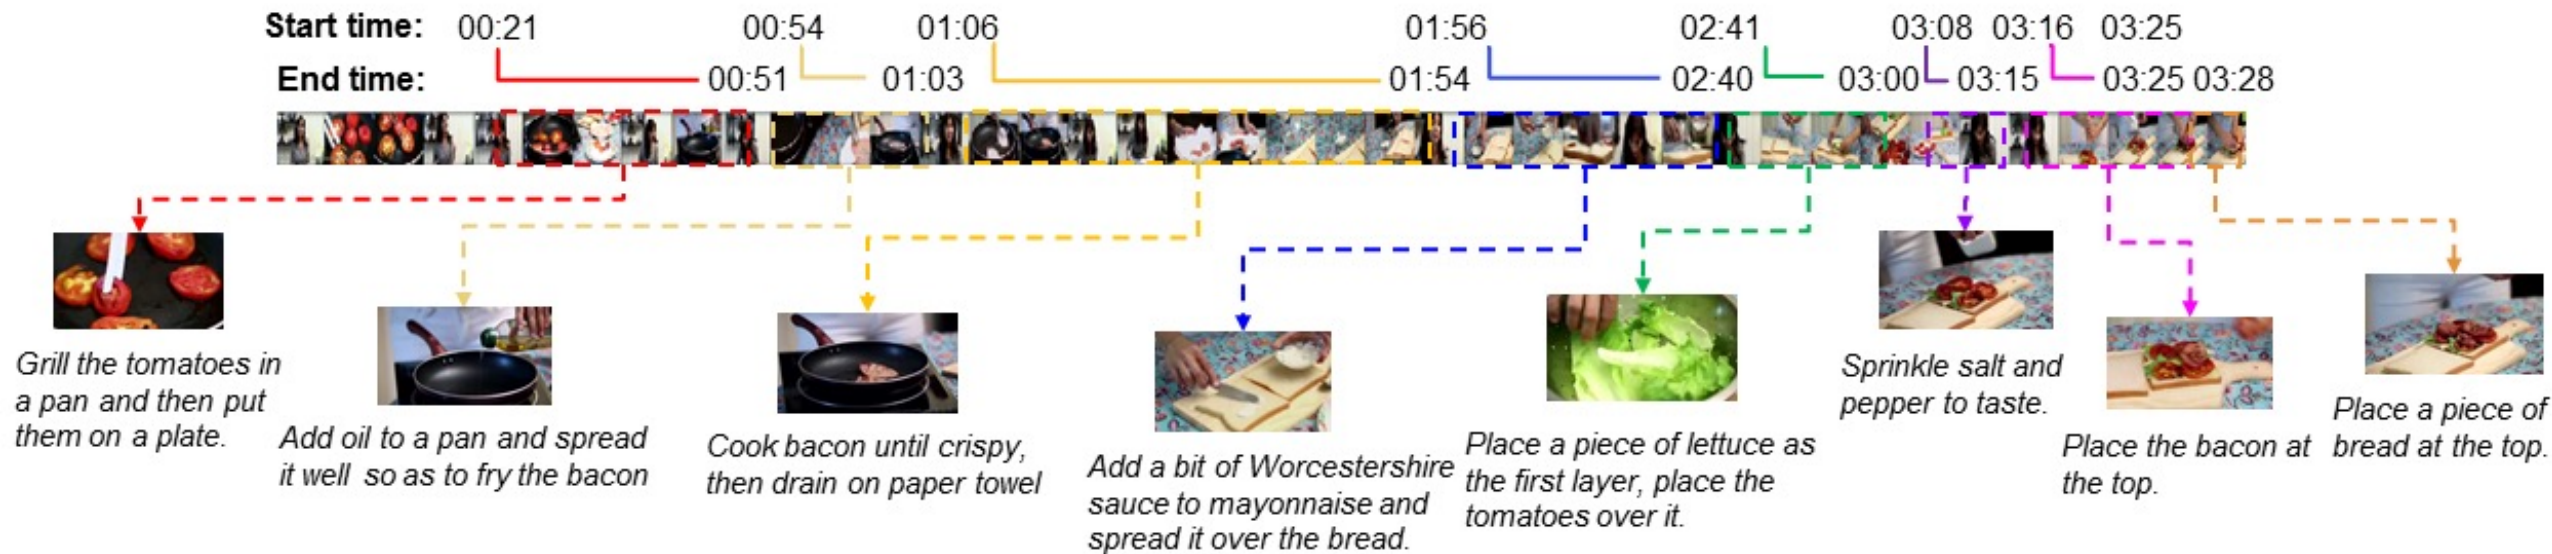 Start time: 00:21 00:54 01:06 01:56 02:41 03:08 03:16 03:25
End time: 00:51 01:03 01:54 02:40 03:00 03:15 03:25 03:28
Grill the tomatoes in
a pan and then put
them on a plate.
Add oil to a pan and spread
it well so as to fry the bacon
Cook bacon until crispy,
then drain on paper towel
Add a bit of Worcestershire
sauce to mayonnaise and
spread it over the bread.
Place a piece of lettuce as
the first layer, place the
tomatoes over it.
Sprinkle salt and
pepper to taste.
Place the bacon at
the top.
Place a piece of
bread at the top.